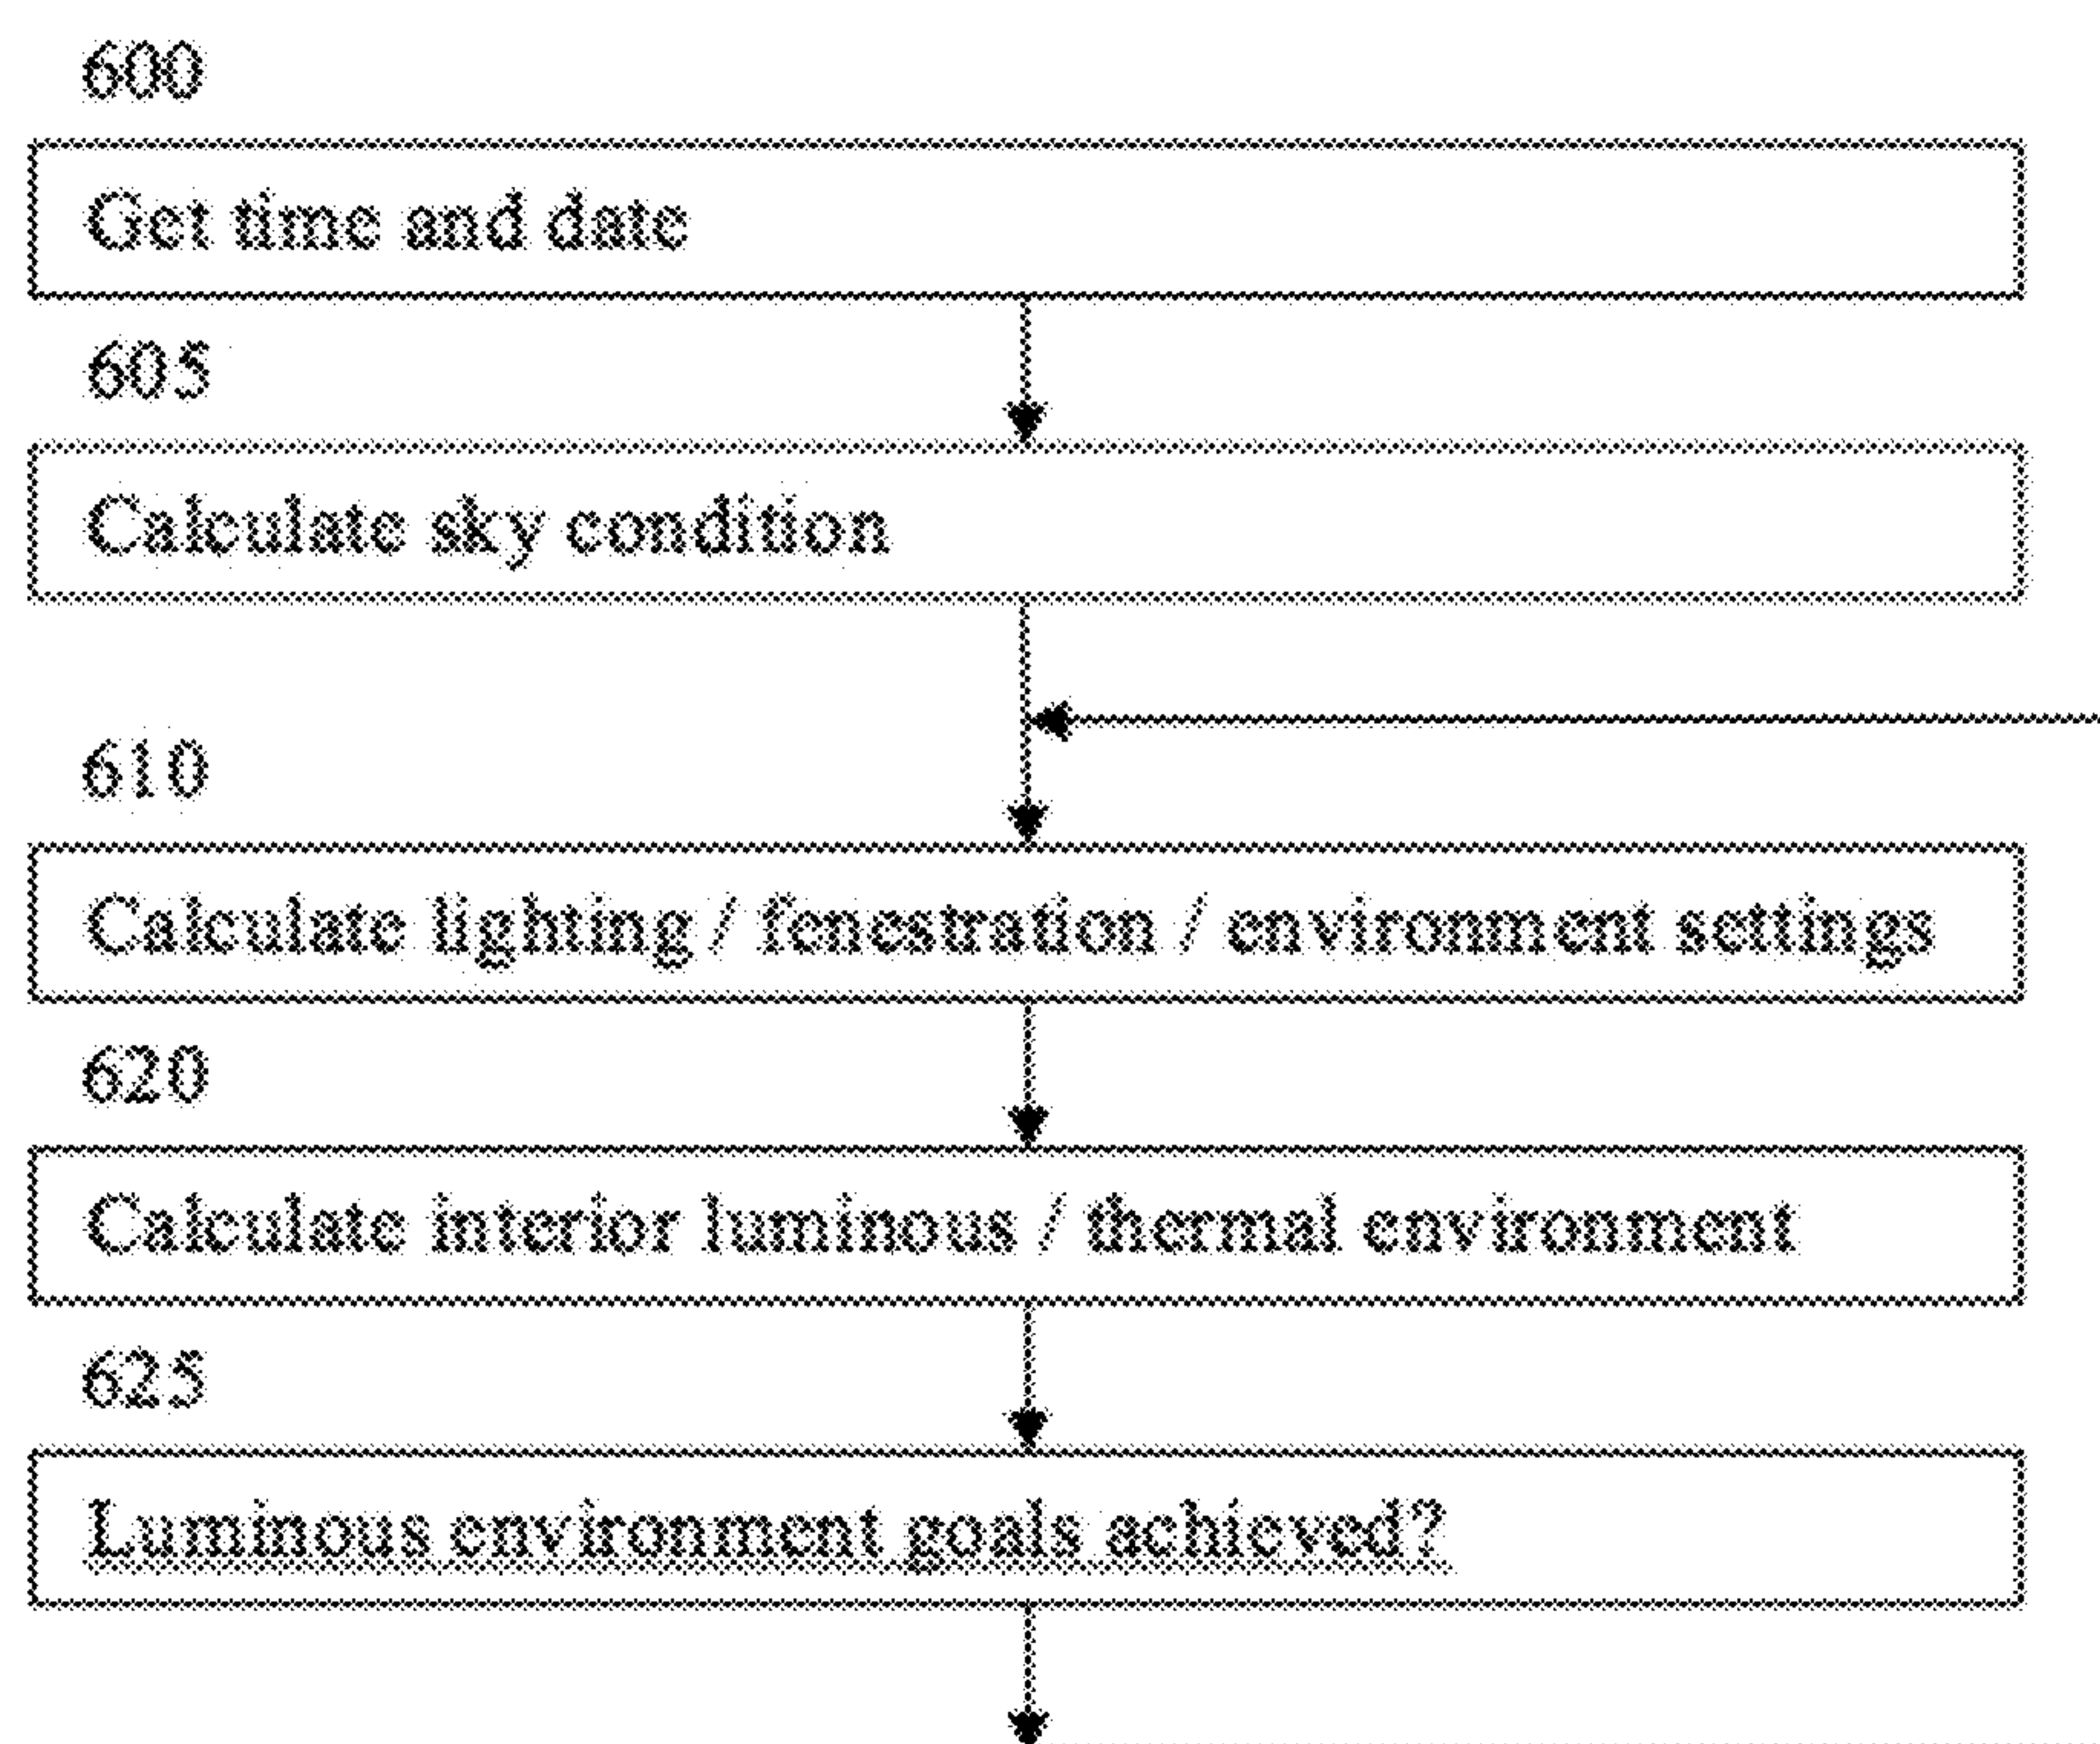 600
Get time and date
605
Calculate sky condition
610
Calculate lighting / fenestration / environment settings
620
Calculate interior luminous / thermal environment
625
Luminous environment goals achieved?